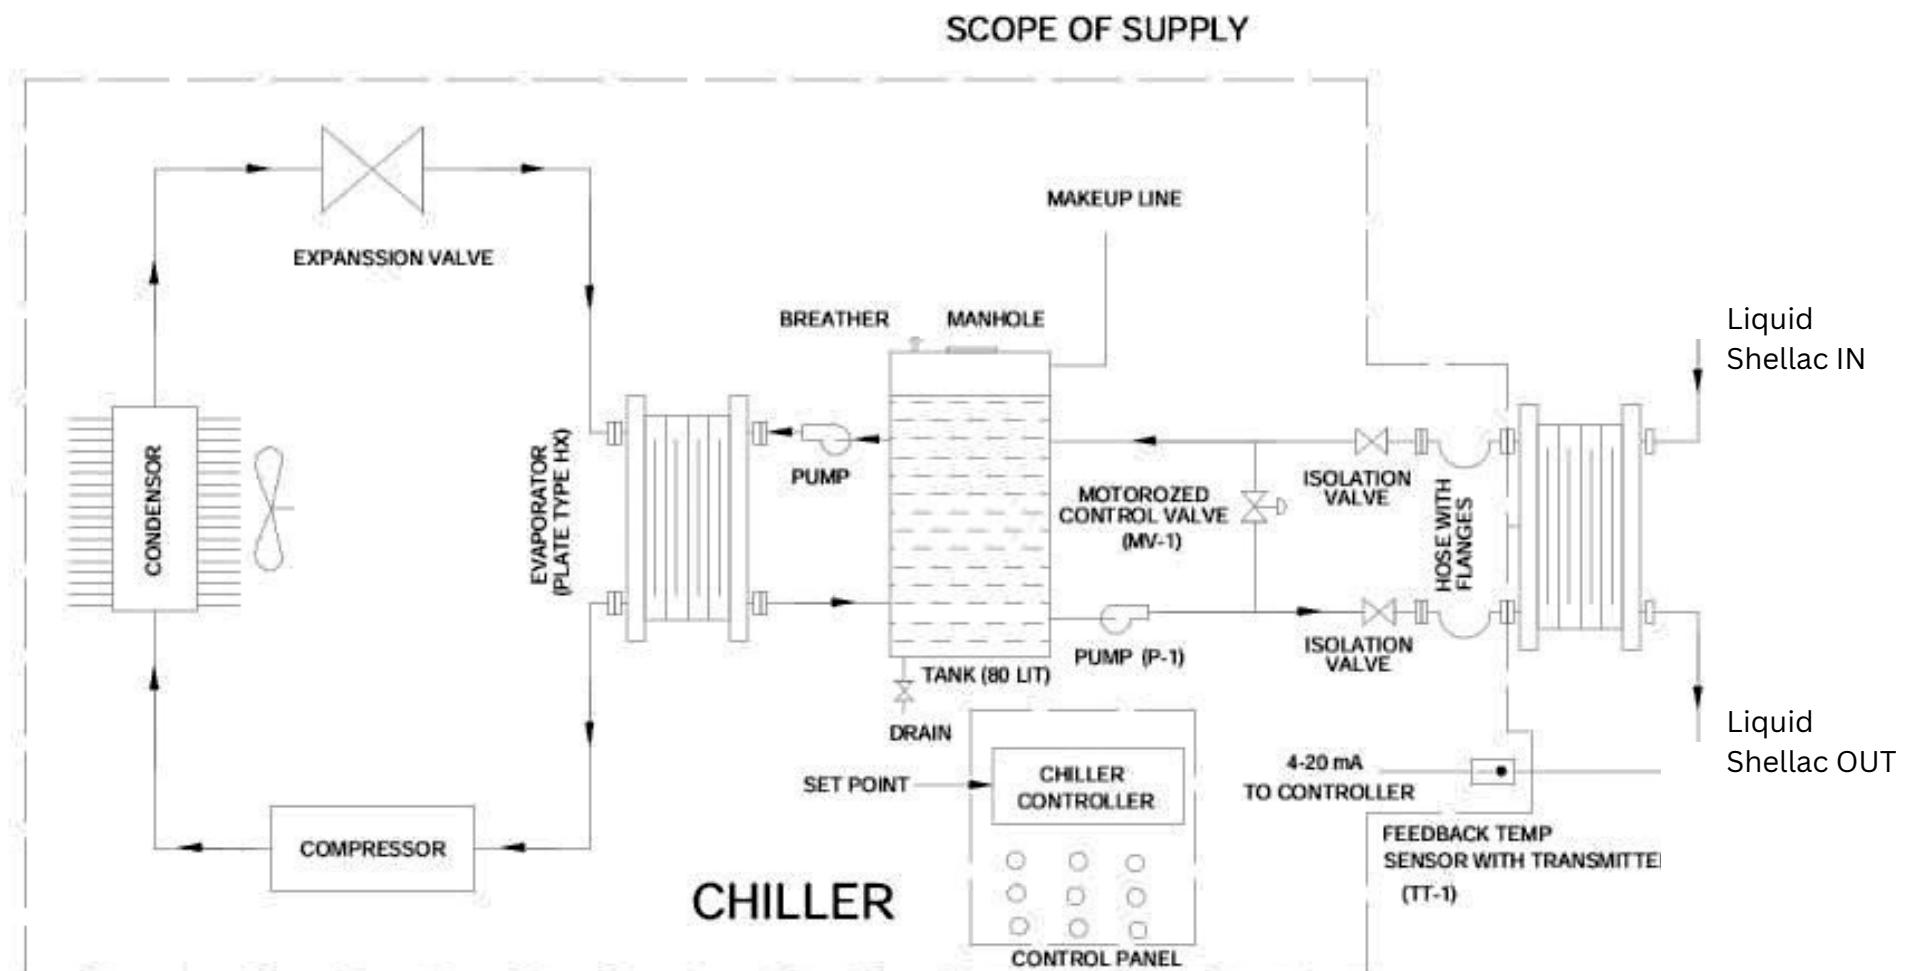 SCOPE OF SUPPLY
EXPANSSION VALVE
MAKEUP LINE
BREATHER
MANHOLE
Liquid
Shellac IN
CONDENSOR
EVAPORATOR
(PLATE TYPE HX)
PUMP
MOTOROZED
CONTROL VALVE
(MV-1)
ISOLATION
VALVE
HOSE WITH
FLANGES
ISOLATION
VALVE
PUMP (P-1)
TANK (80 LIT)
DRAIN
Liquid
Shellac OUT
SET POINT
CHILLER
CONTROLLER
4-20 mA
TO CONTROLLER
FEEDBACK TEMP
SENSOR WITH TRANSMITTE
(TT-1)
COMPRESSOR
CHILLER
CONTROL PANEL